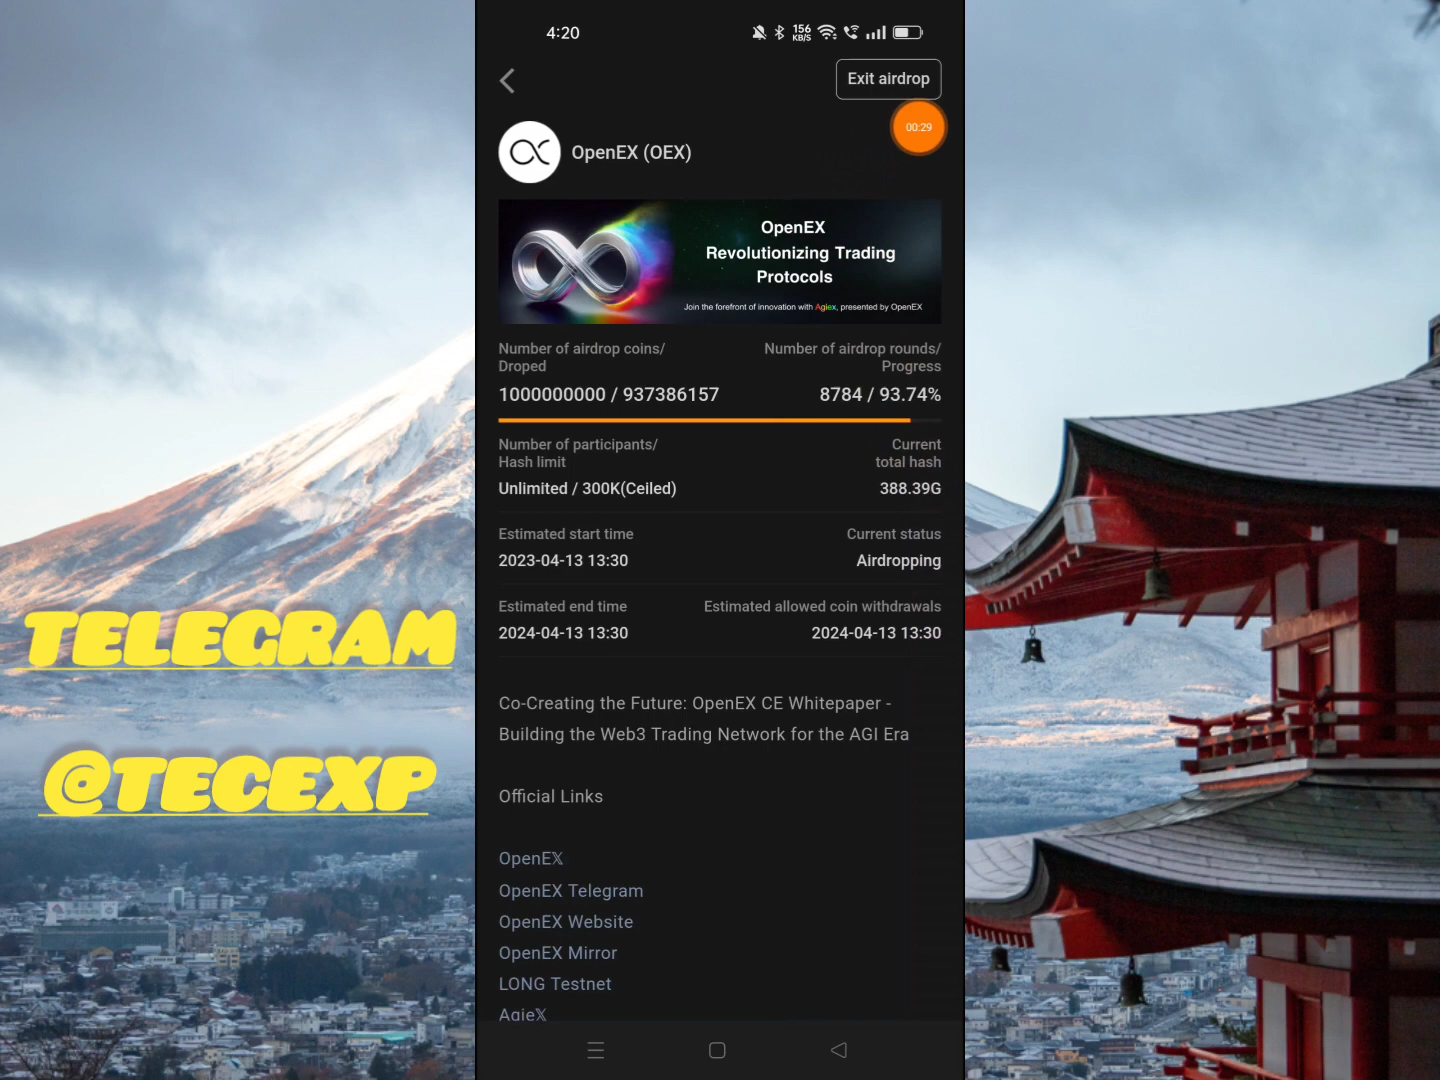 4:20
156
KB/S
Exit airdrop
00:29
OpenEX (OEX)
OpenEX
Revolutionizing Trading
Protocols
Join the forefront of innovation with Agiex, presented by OpenEX
Number of airdrop coins/
Droped
Number of airdrop rounds/
Progress
1000000000 / 937386157
8784 / 93.74%
Number of participants/
Hash limit
Current
total hash
Unlimited / 300K(Ceiled)
388.39G
Estimated start time
Current status
2023-04-13 13:30
Airdropping
Estimated end time
Estimated allowed coin withdrawals
2024-04-13 13:30
2024-04-13 13:30
Co-Creating the Future: OpenEX CE Whitepaper -
Building the Web3 Trading Network for the AGI Era
Official Links
OpenE𝕏
OpenEX Telegram
OpenEX Website
OpenEX Mirror
LONG Testnet
Agie𝕏
TELEGRAM
@TECEXP